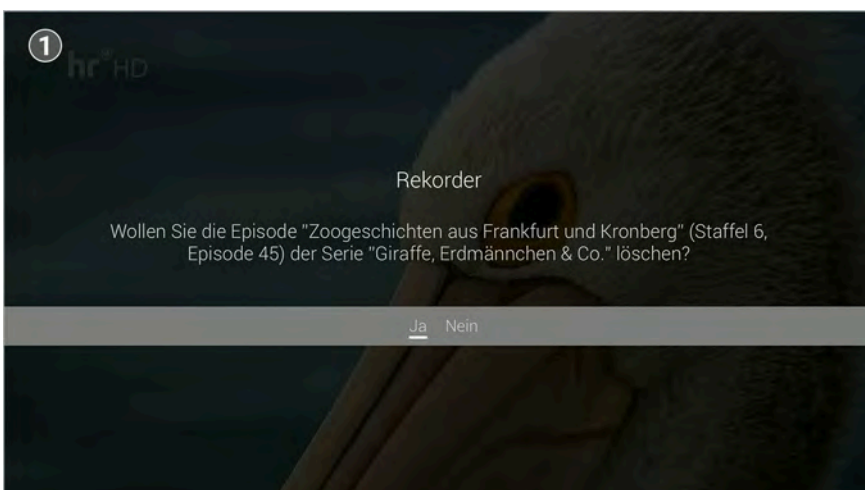 1
hr HD
Rekorder
Wollen Sie die Episode "Zoogeschichten aus Frankfurt und Kronberg" (Staffel 6,
Episode 45) der Serie "Giraffe, Erdmännchen & Co." löschen?
Ja Nein